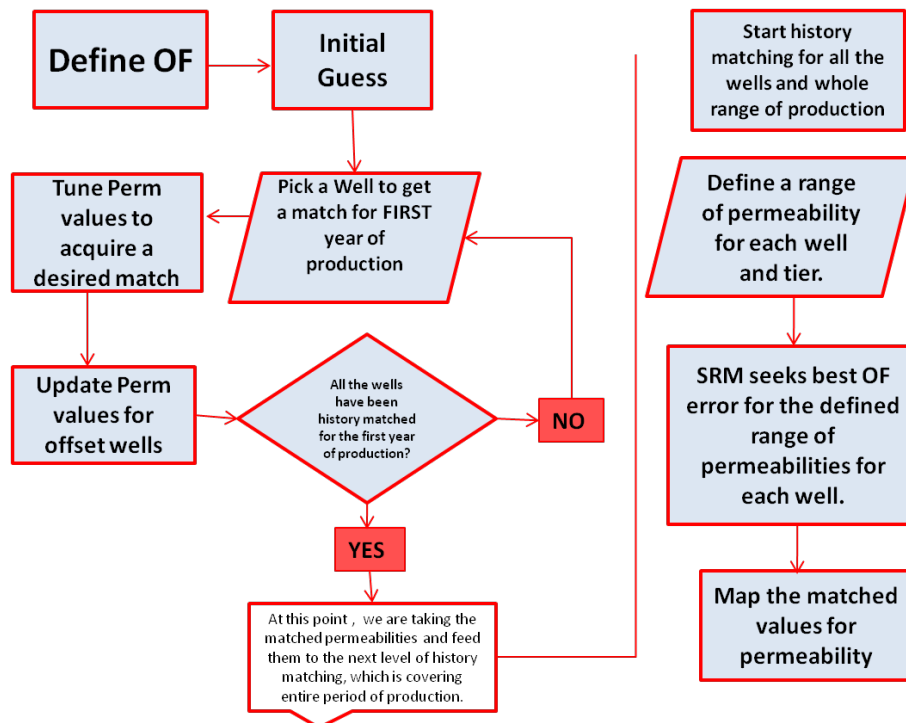 Define OF
Initial
Guess
Pick a Well to get
a match for FIRST
year of
production
Tune Perm
values to
acquire a
desired match
Update Perm
values for
offset wells
All the wells
have been
history matched
for the first year
of production?
NO
YES
At this point , we are taking the
matched permeabilities and feed
them to the next level of history
matching, which is covering
entire period of production.
Start history
matching for all the
wells and whole
range of production
Define a range
of permeability
for each well
and tier.
SRM seeks best OF
error for the defined
range of
permeabilities for
each well.
Map the matched
values for
permeability